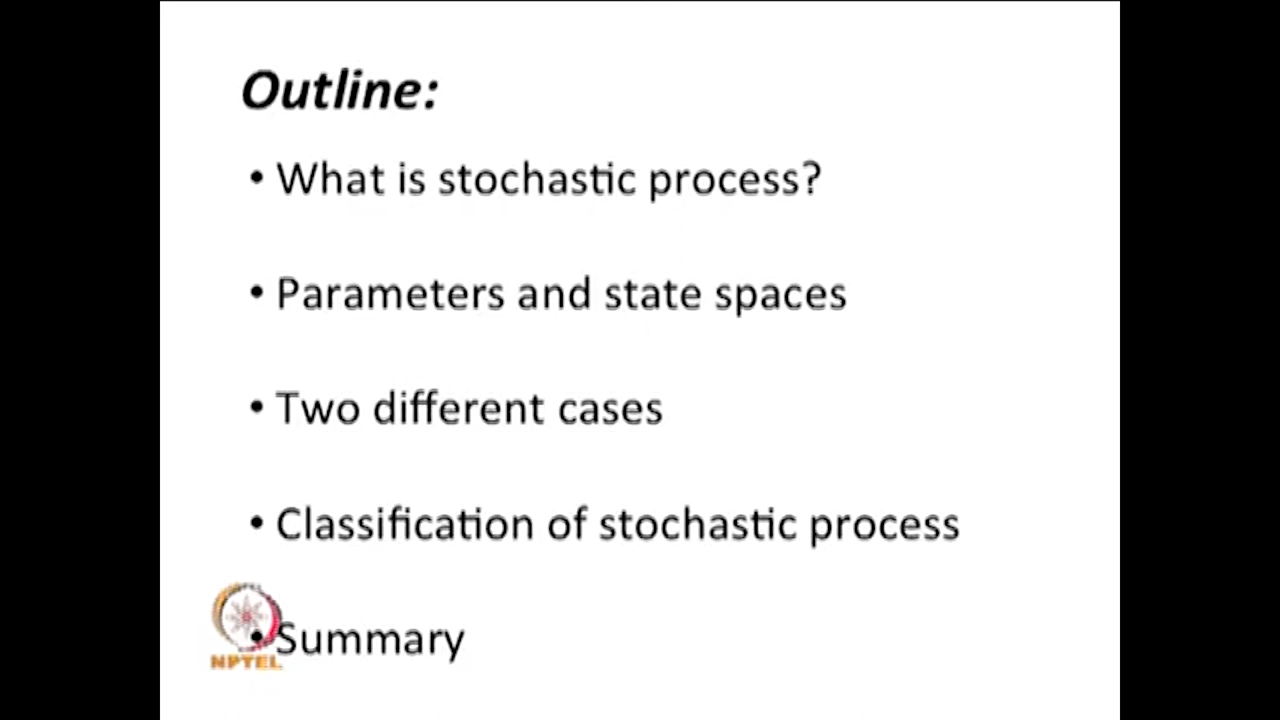 Outline:
• What is stochastic process?
• Parameters and state spaces
• Two different cases
• Classification of stochastic process
• Summary
NPTEL